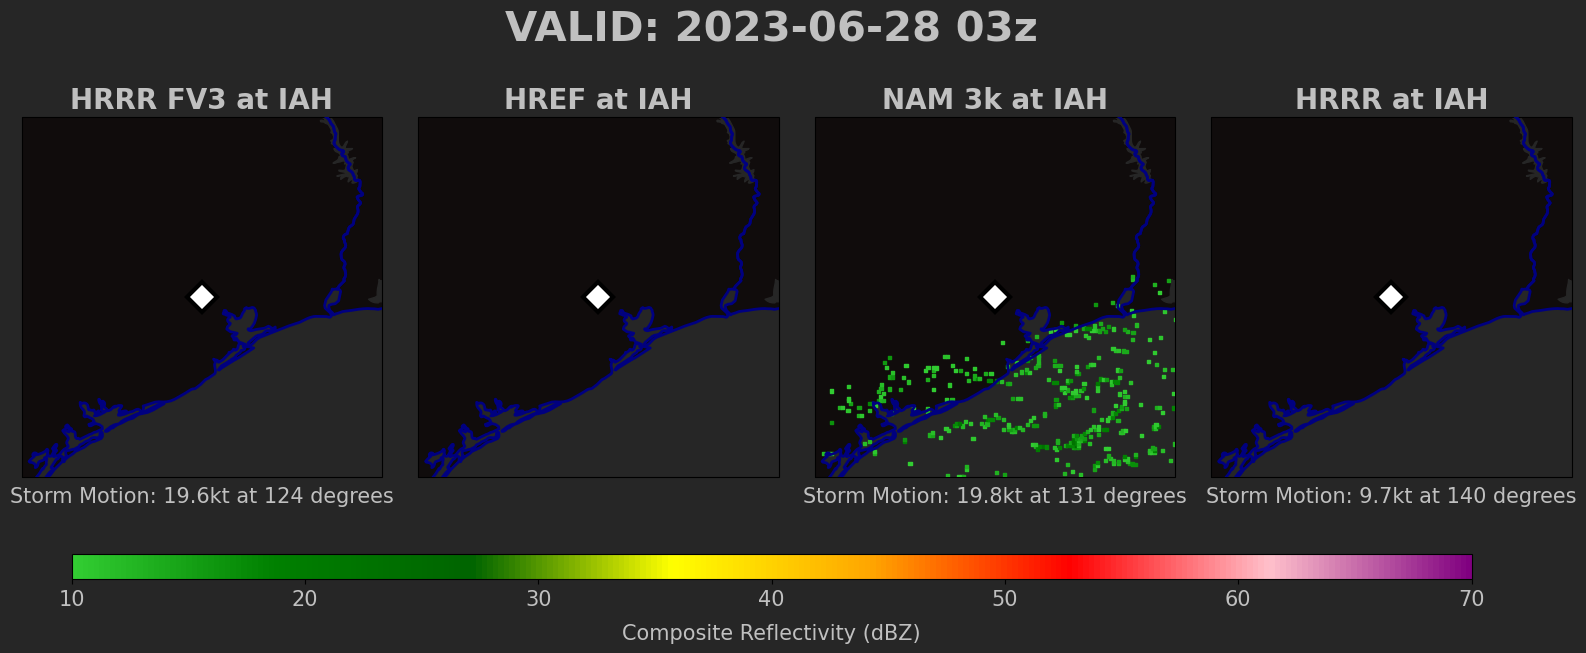 VALID: 2023-06-28 03z
HRRR FV3 at IAH
HREF at IAH
NAM 3k at IAH
HRRR at IAH
Storm Motion: 19.6kt at 124 degrees
Storm Motion: 19.8kt at 131 degrees
Storm Motion: 9.7kt at 140 degrees
10 20 30 40 50 60 70
Composite Reflectivity (dBZ)